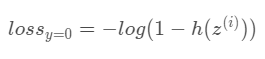 loss_{y=0} = −log(1 − h(z^{(i)}))